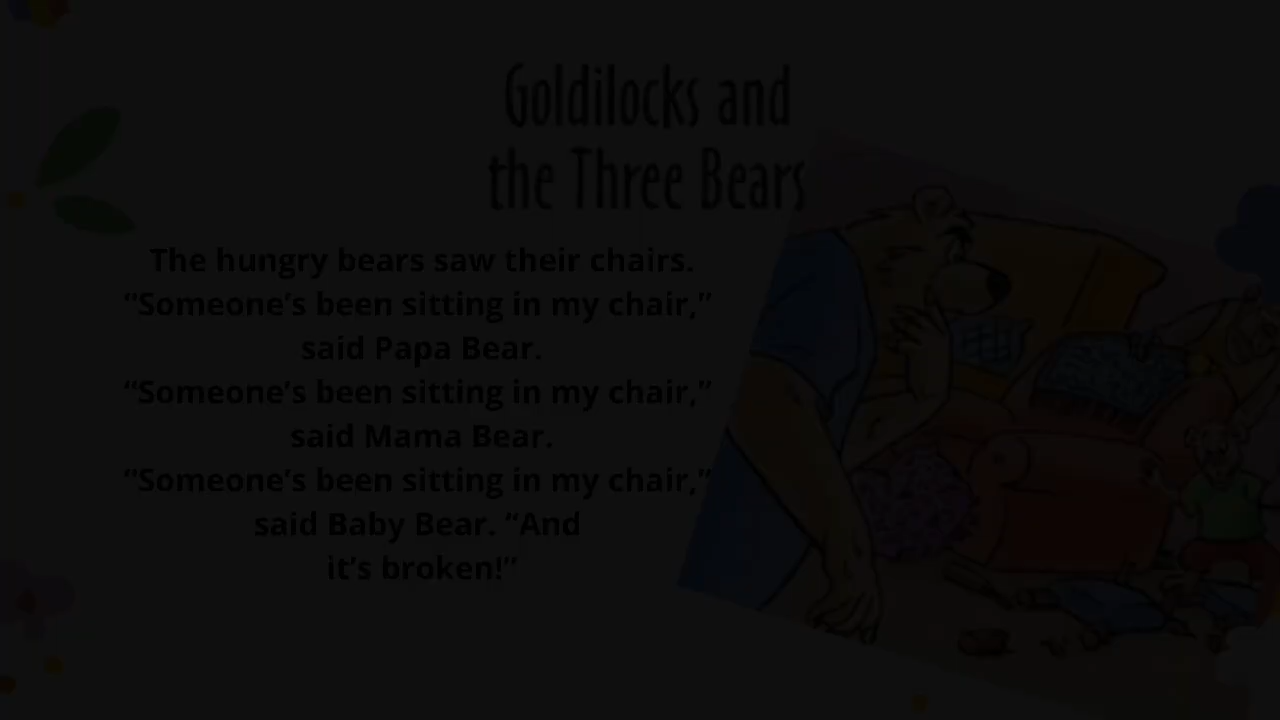 Goldilocks and
the Three Bears
The hungry bears saw their chairs.
“Someone’s been sitting in my chair,”
said Papa Bear.
“Someone’s been sitting in my chair,”
said Mama Bear.
“Someone’s been sitting in my chair,”
said Baby Bear. “And
it’s broken!”